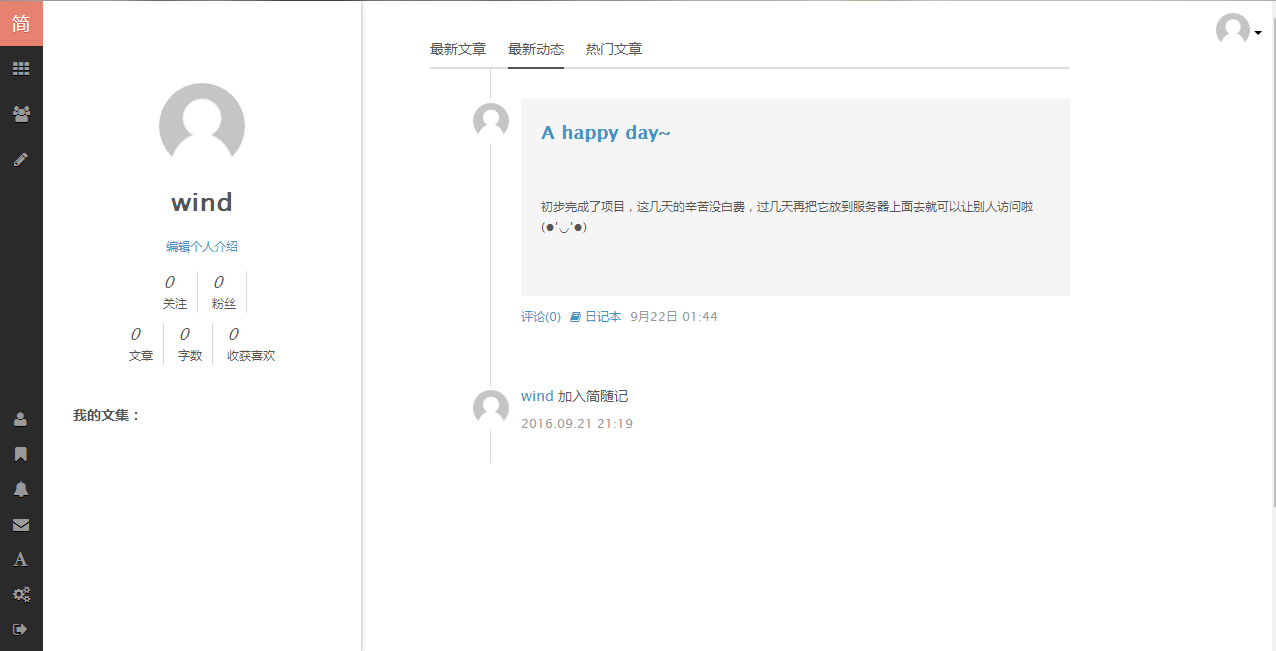 简
wind
编辑个人介绍
0 0
关注 粉丝
0 0 0
文章 字数 收获喜欢
我的文集：
最新文章 最新动态 热门文章
A happy day~
初步完成了项目，这几天的辛苦没白费，过几天再把它放到服务器上面去就可以让别人访问啦
(●'◡'●)
评论(0) 日记本 9月22日 01:44
wind 加入简随记
2016.09.21 21:19
A